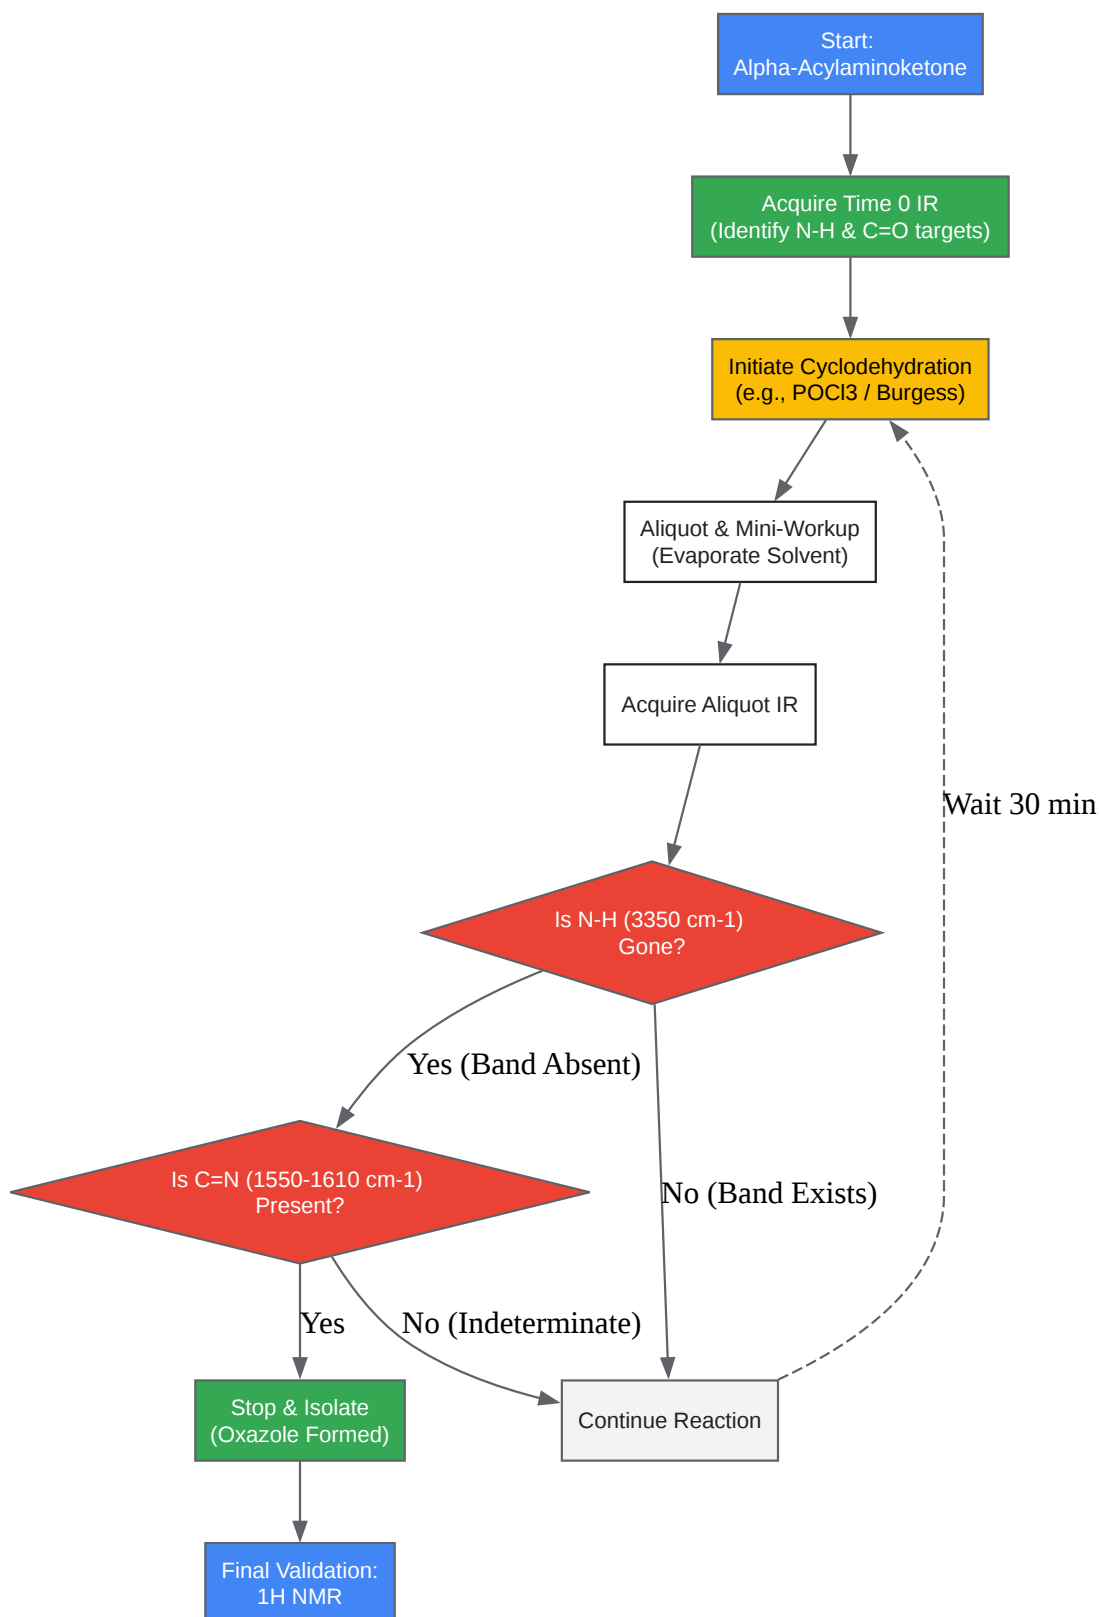 Start:
Alpha-Acylaminoketone
Acquire Time 0 IR
(Identify N-H & C=O targets)
Initiate Cyclodehydration
(e.g., POCl3 / Burgess)
Aliquot & Mini-Workup
(Evaporate Solvent)
Acquire Aliquot IR
Wait 30 min
Is N-H (3350 cm-1)
Gone?
Yes (Band Absent)
Is C=N (1550-1610 cm-1)
Present?
No (Band Exists)
Yes
No (Indeterminate)
Stop & Isolate
(Oxazole Formed)
Continue Reaction
Final Validation:
1H NMR